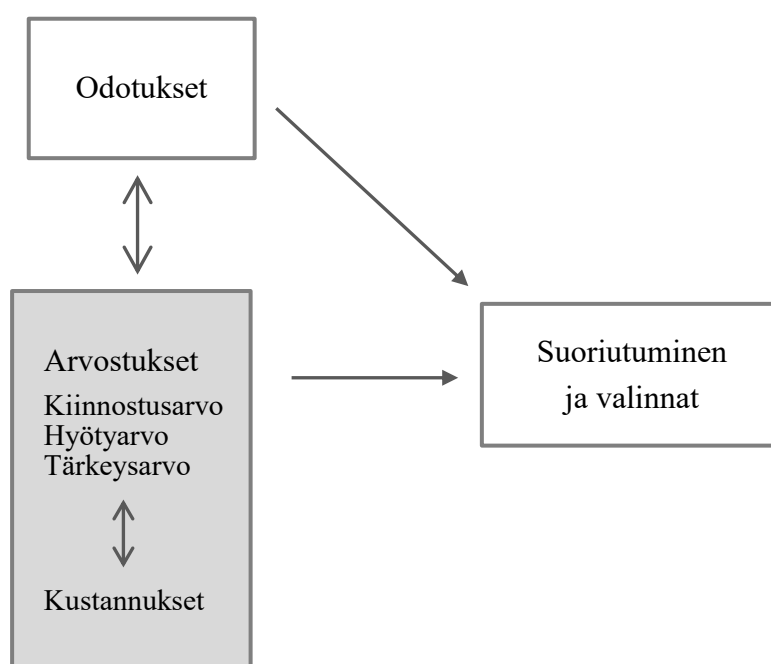 Odotukset
Arvostukset
Kiinnostusarvo
Hyötyarvo
Tärkeysarvo
Kustannukset
Suoriutuminen
ja valinnat